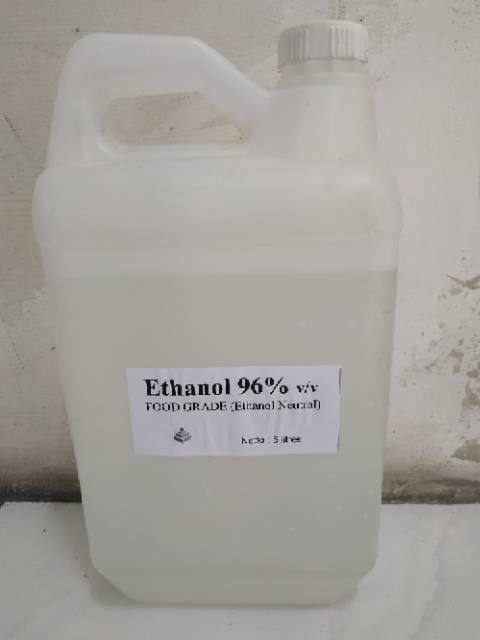 Ethanol 96% v/v
FOOD GRADE (Ethanol Neutral)
Netto : 5 litres